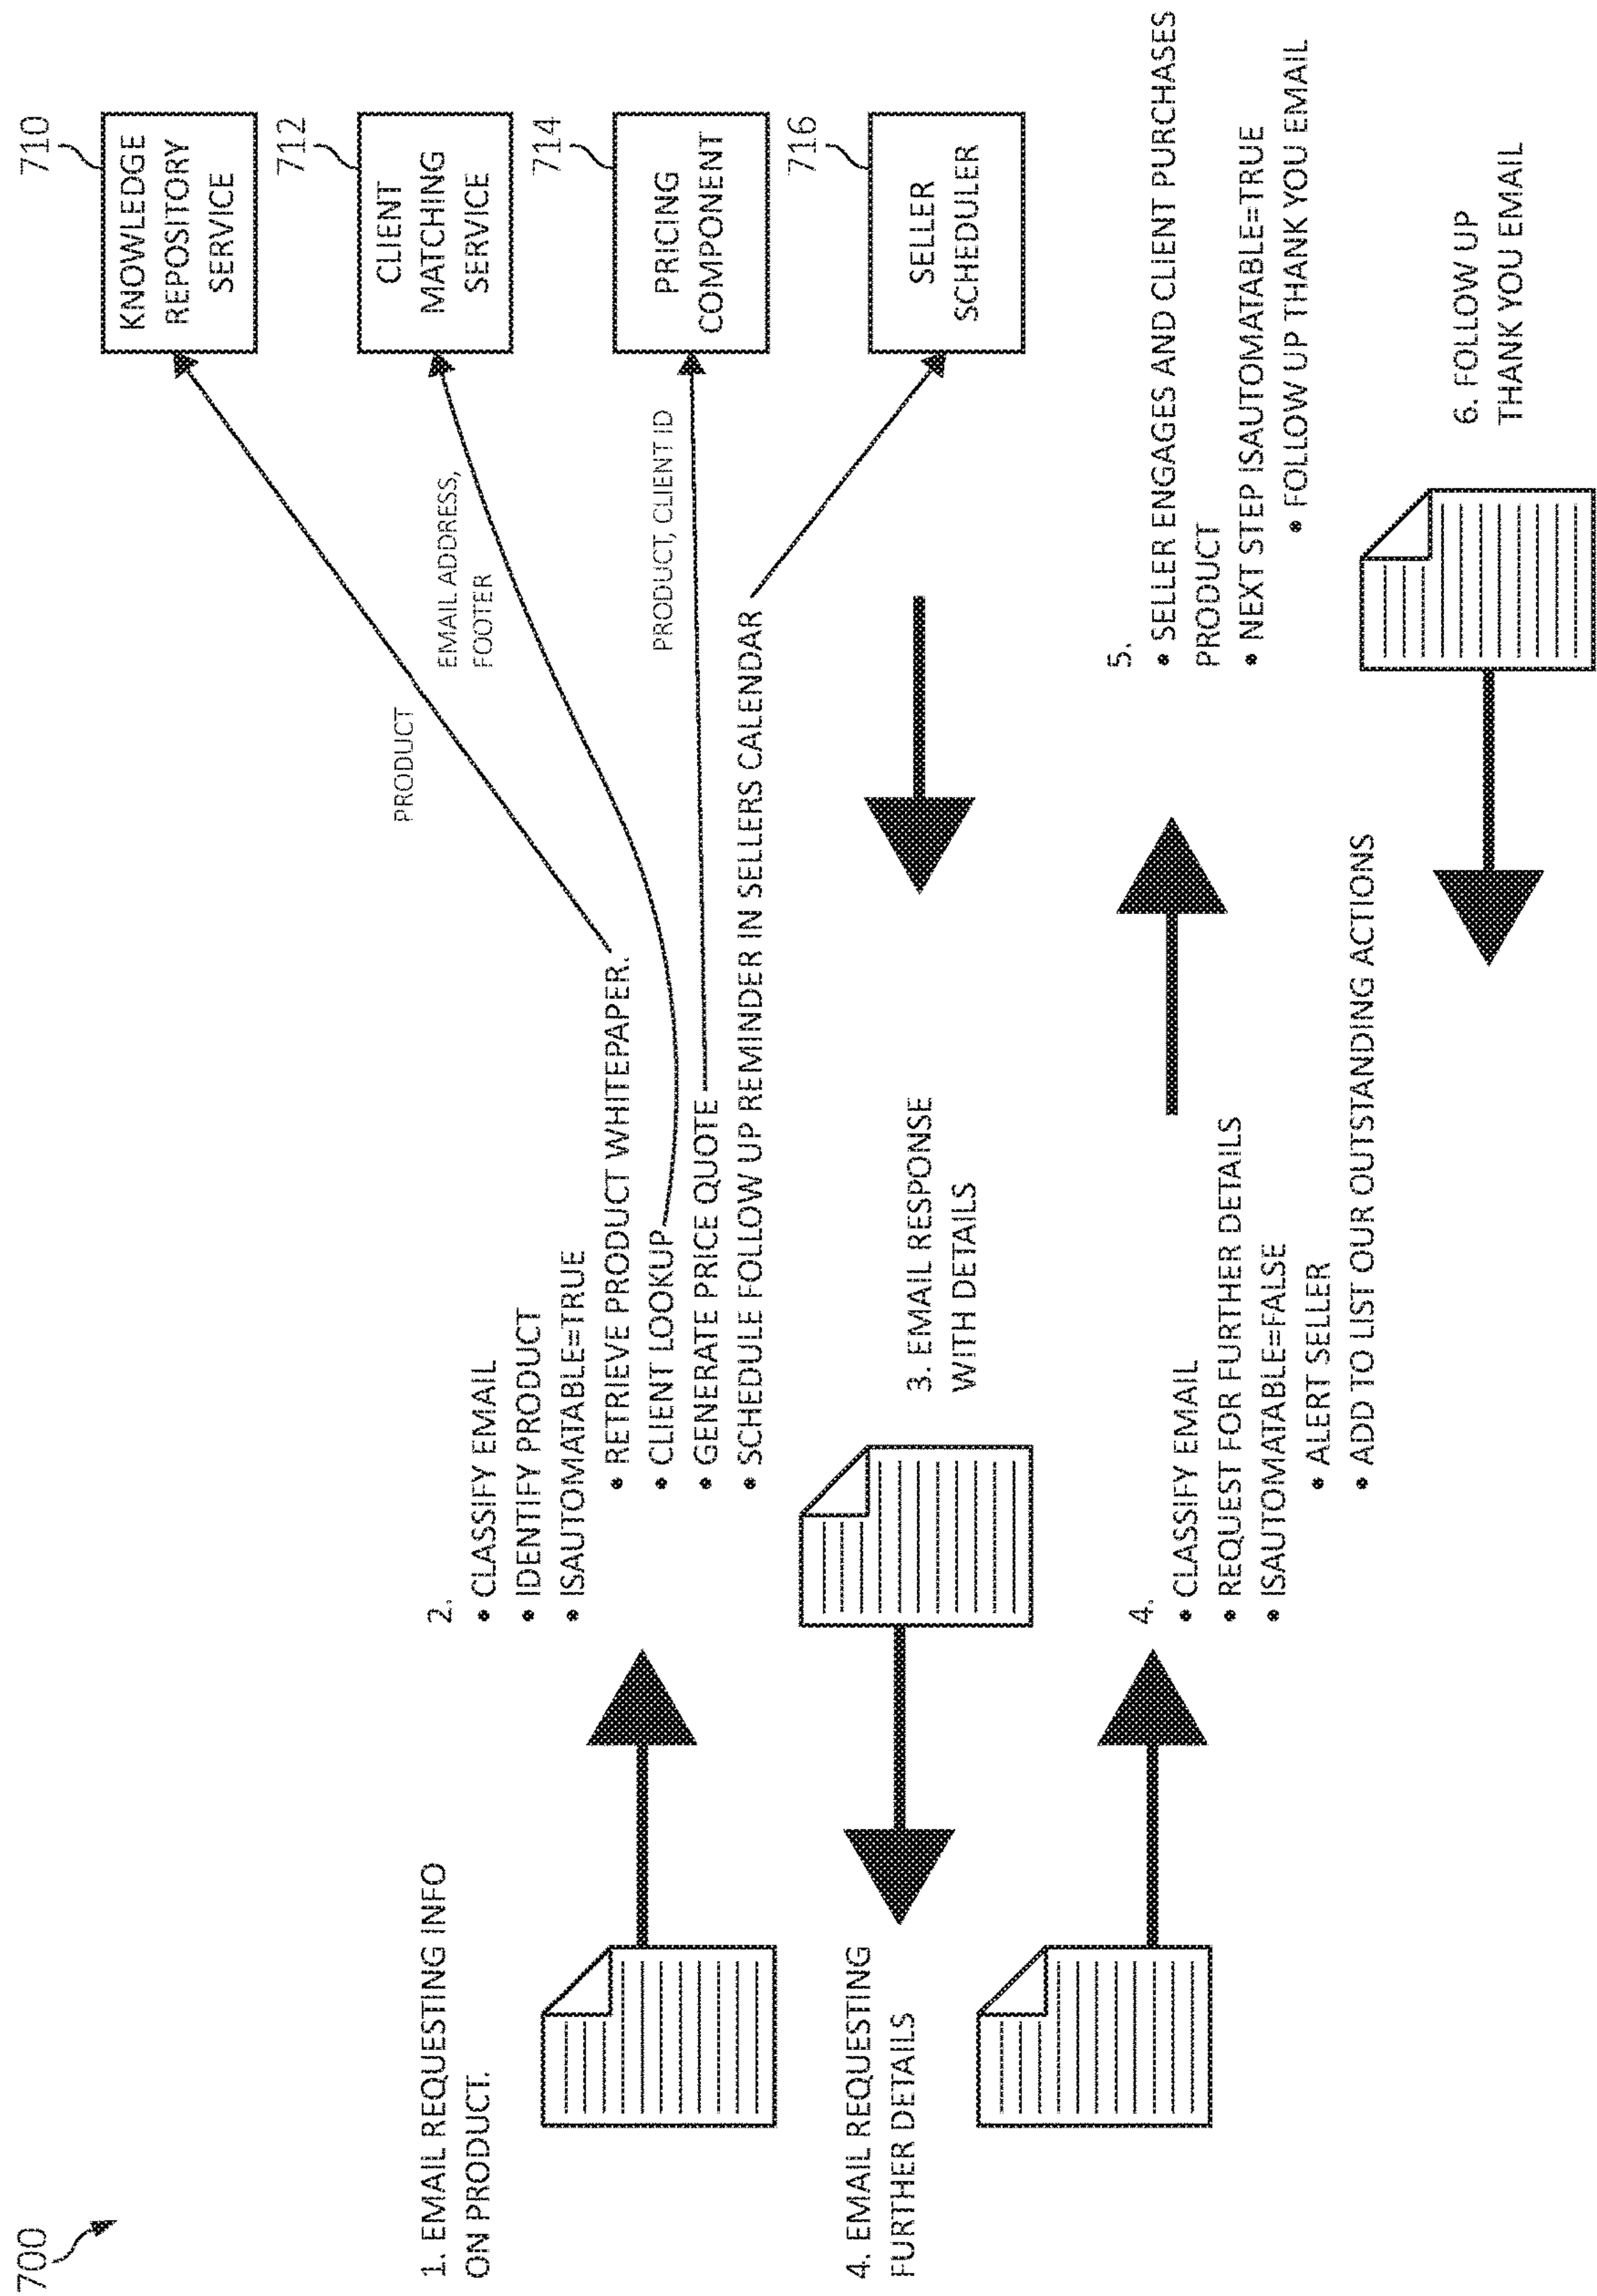 700
1. EMAIL REQUESTING INFO
ON PRODUCT.
2.
• CLASSIFY EMAIL
• IDENTIFY PRODUCT
• ISAUTOMATABLE=TRUE
• RETRIEVE PRODUCT WHITEPAPER.
• CLIENT LOOKUP
• GENERATE PRICE QUOTE
• SCHEDULE FOLLOW UP REMINDER IN SELLERS CALENDAR
PRODUCT
EMAIL ADDRESS,
FOOTER
PRODUCT, CLIENT ID
710
KNOWLEDGE
REPOSITORY
SERVICE
712
CLIENT
MATCHING
SERVICE
714
PRICING
COMPONENT
716
SELLER
SCHEDULER
3. EMAIL RESPONSE
WITH DETAILS
4. EMAIL REQUESTING
FURTHER DETAILS
4.
• CLASSIFY EMAIL
• REQUEST FOR FURTHER DETAILS
• ISAUTOMATABLE=FALSE
• ALERT SELLER
• ADD TO LIST OUR OUTSTANDING ACTIONS
5.
• SELLER ENGAGES AND CLIENT PURCHASES
PRODUCT
• NEXT STEP ISAUTOMATABLE=TRUE
• FOLLOW UP THANK YOU EMAIL
6. FOLLOW UP
THANK YOU EMAIL